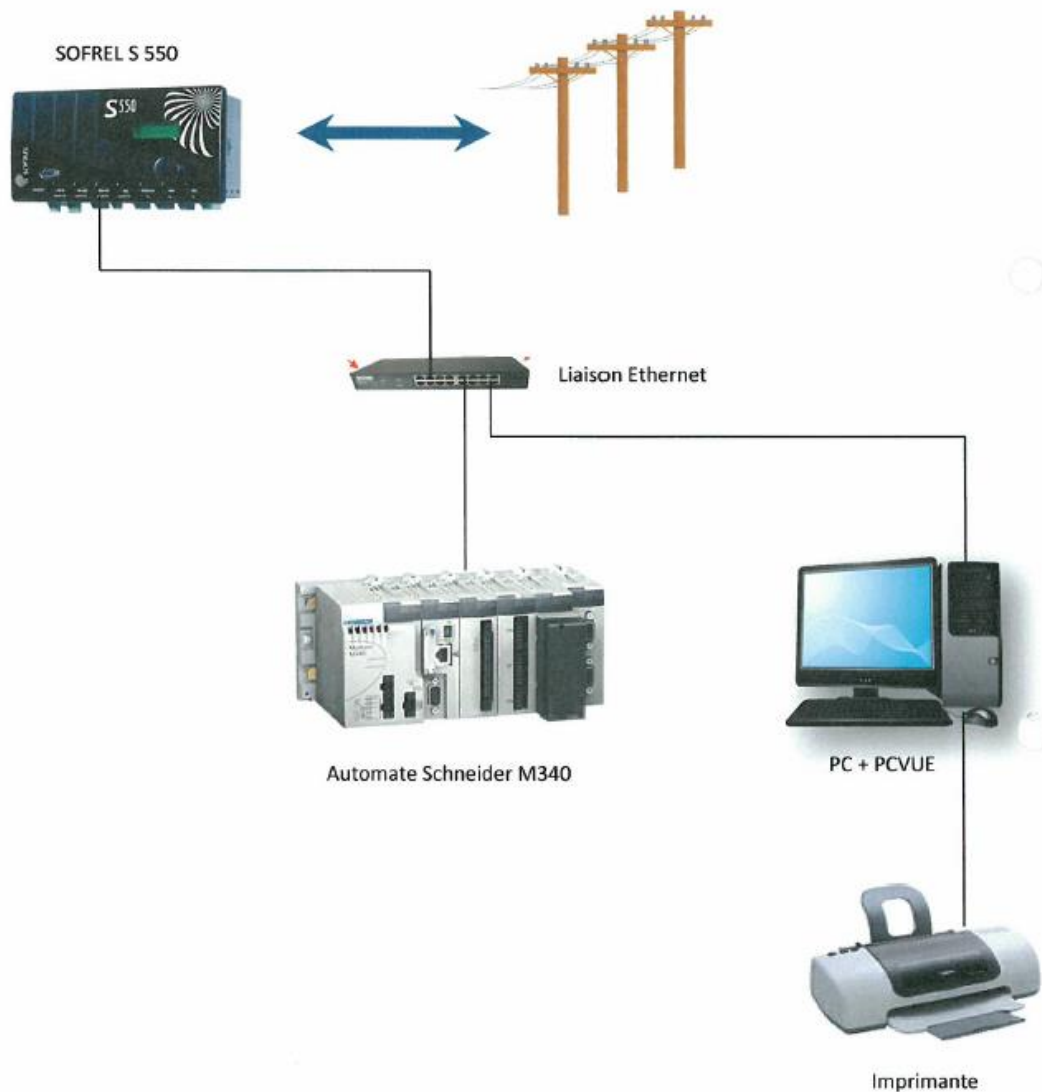 SOFREL S 550
S550
Liaison Ethernet
Automate Schneider M340
PC + PCVUE
Imprimante